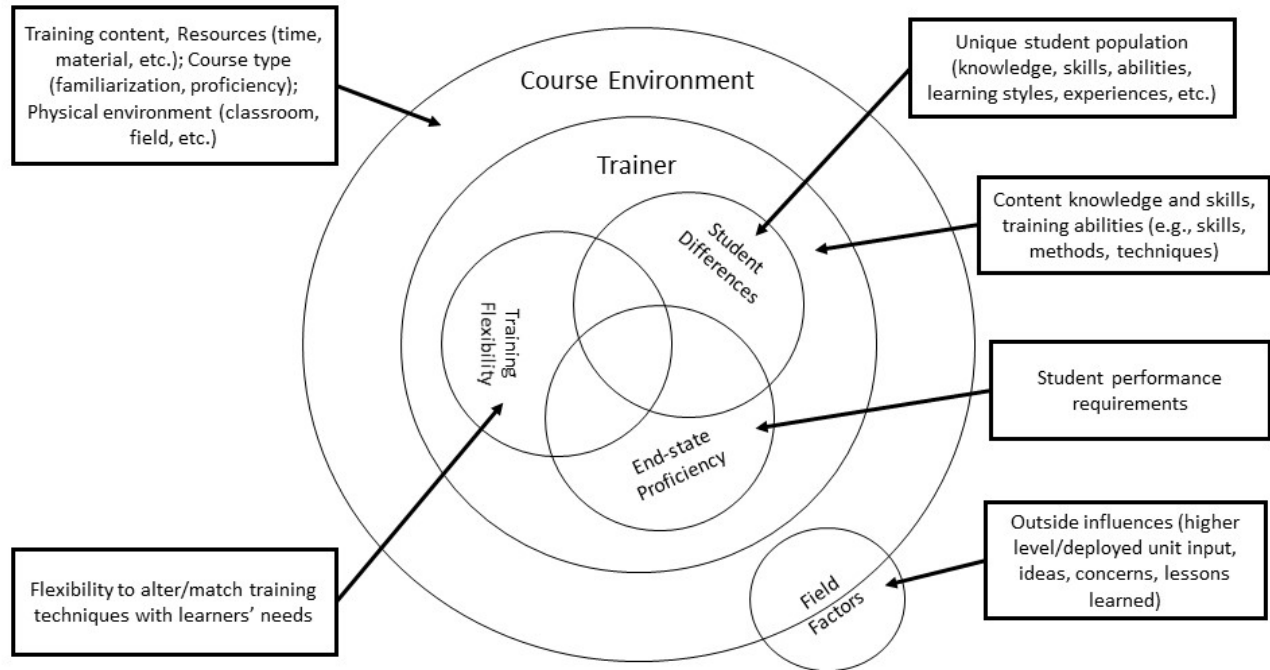 Training content, Resources (time,
material, etc.); Course type
(familiarization, proficiency);
Physical environment (classroom,
field, etc.)
Unique student population
(knowledge, skills, abilities,
learning styles, experiences, etc.)
Course Environment
Trainer
Student
Differences
Content knowledge and skills,
training abilities (e.g., skills,
methods, techniques)
Training
Flexibility
Student performance
requirements
End-state
Proficiency
Outside influences (higher
level/deployed unit input,
ideas, concerns, lessons
learned)
Field
Factors
Flexibility to alter/match training
techniques with learners’ needs